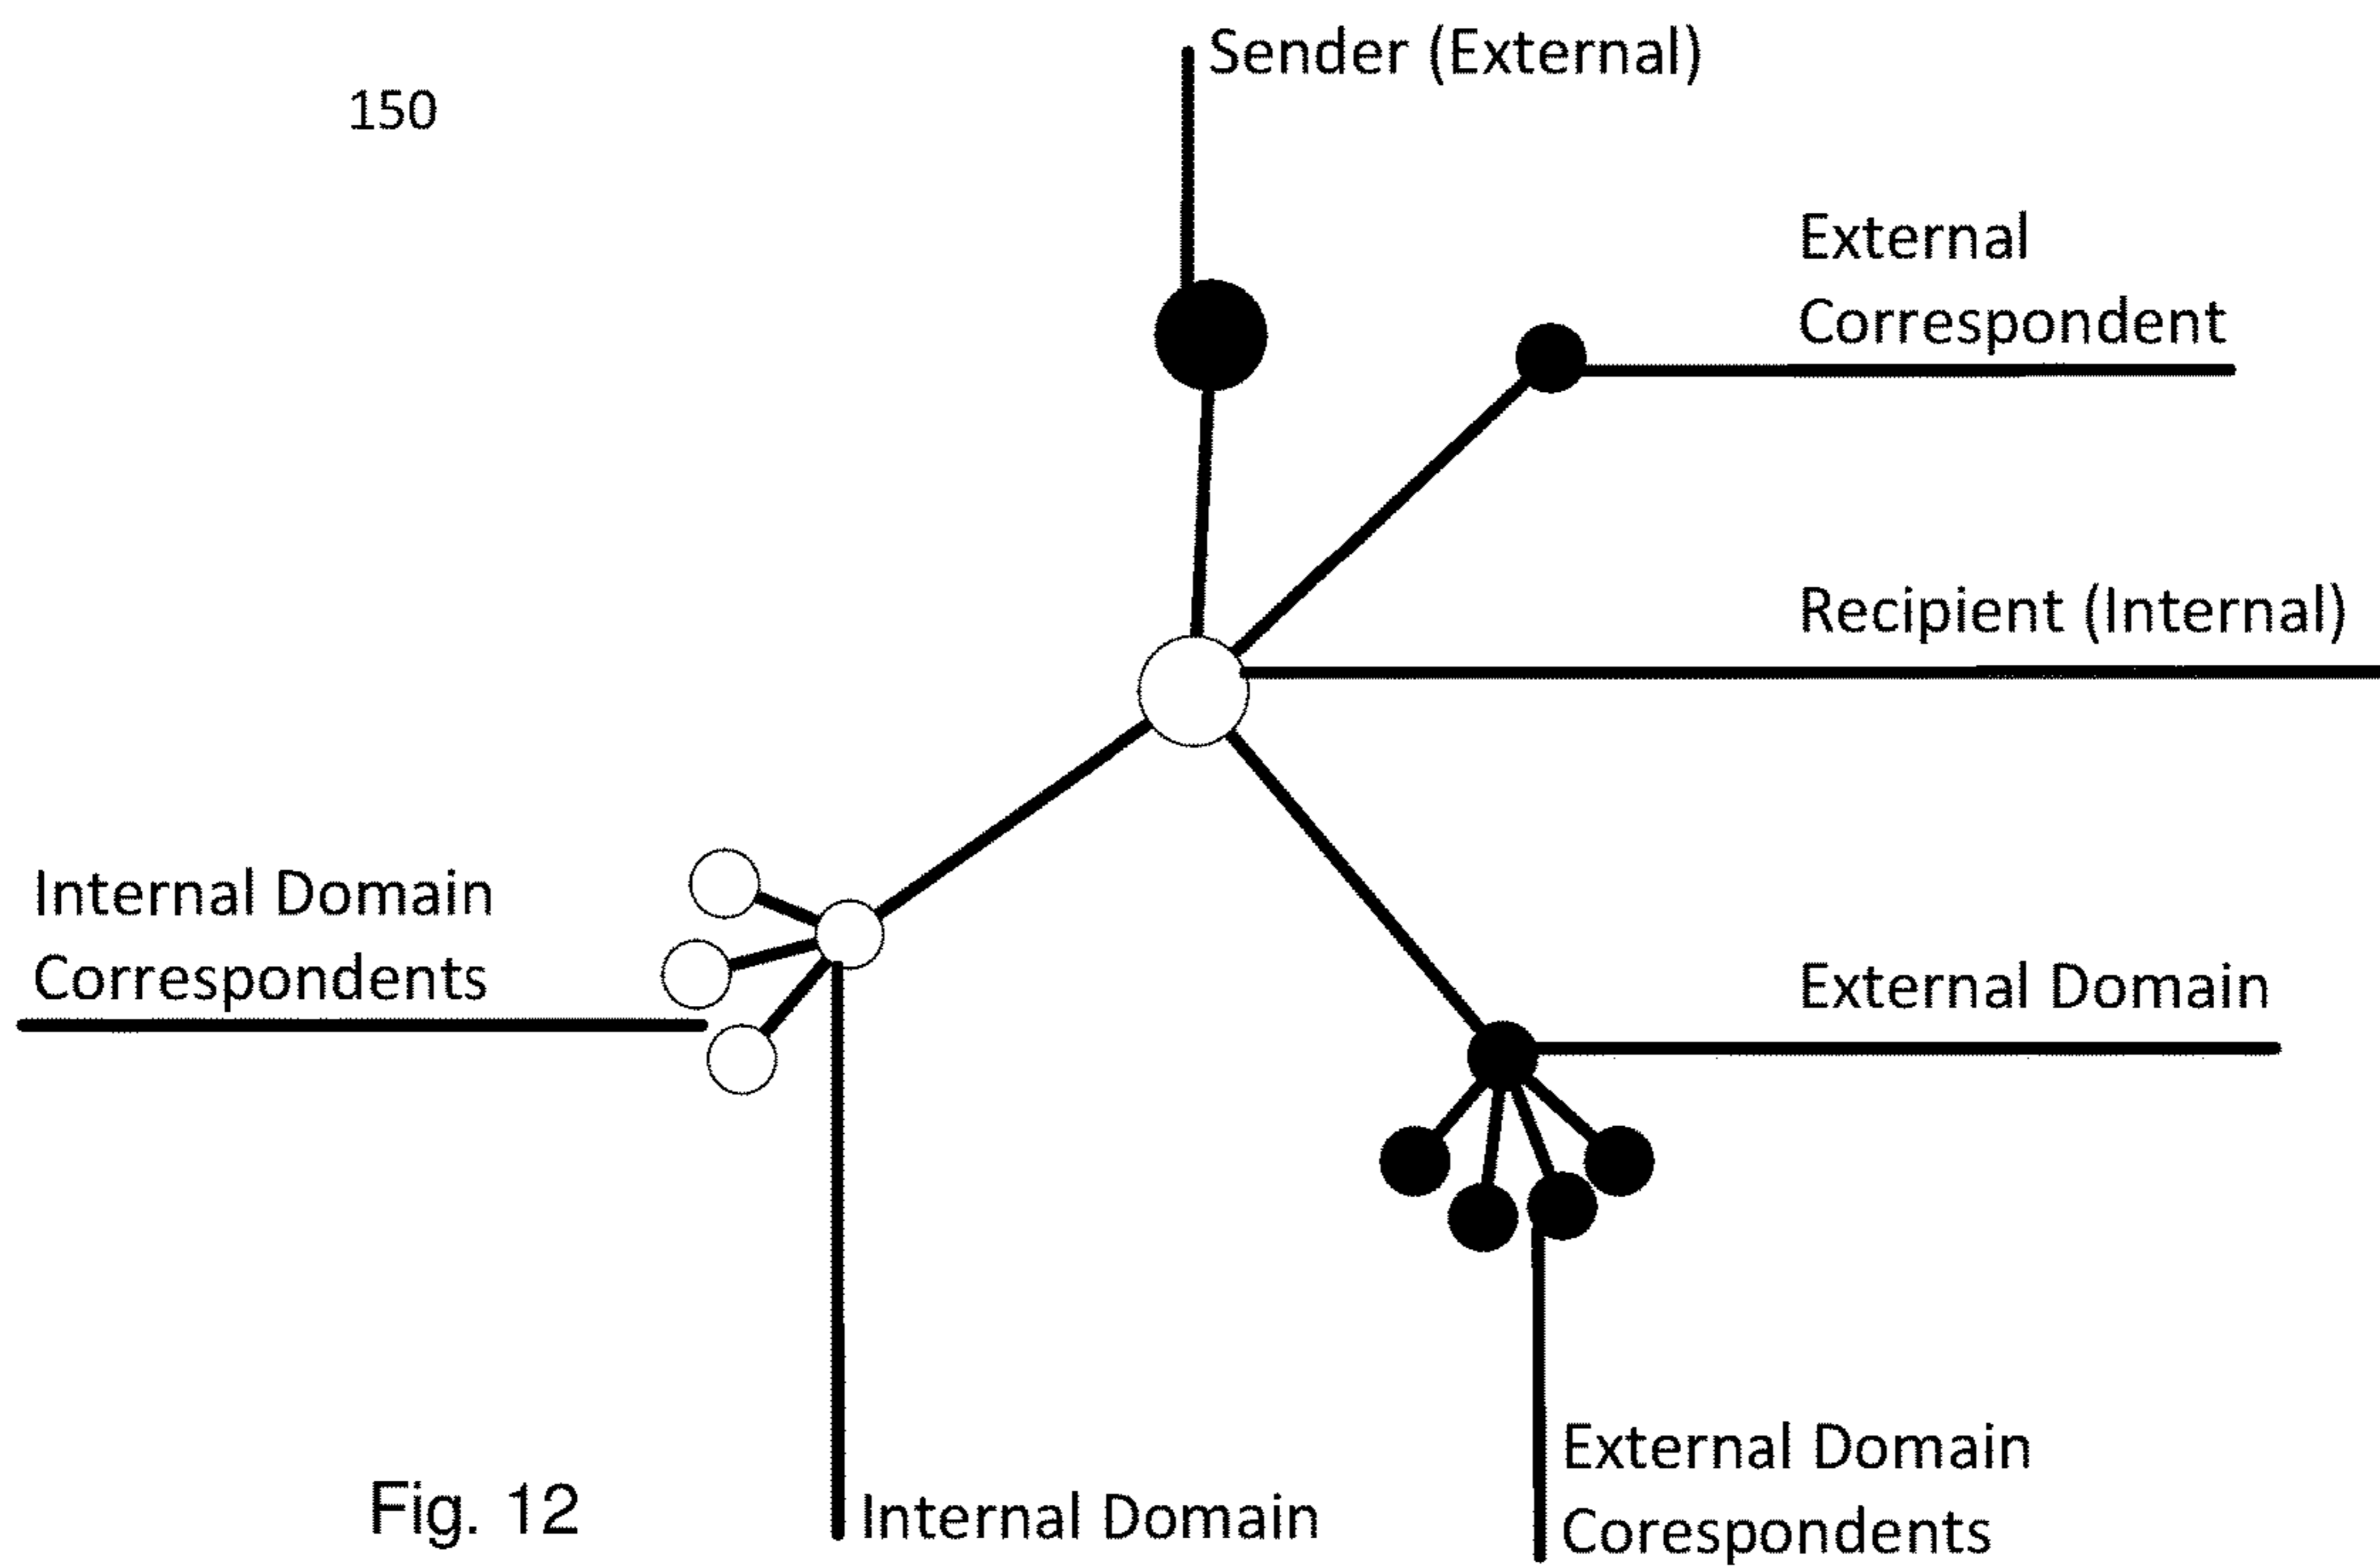 Sender (External)
150
External
Correspondent
Recipient (Internal)
Internal Domain
Correspondents
External Domain
External Domain
Corespondents
Fig. 12
Internal Domain